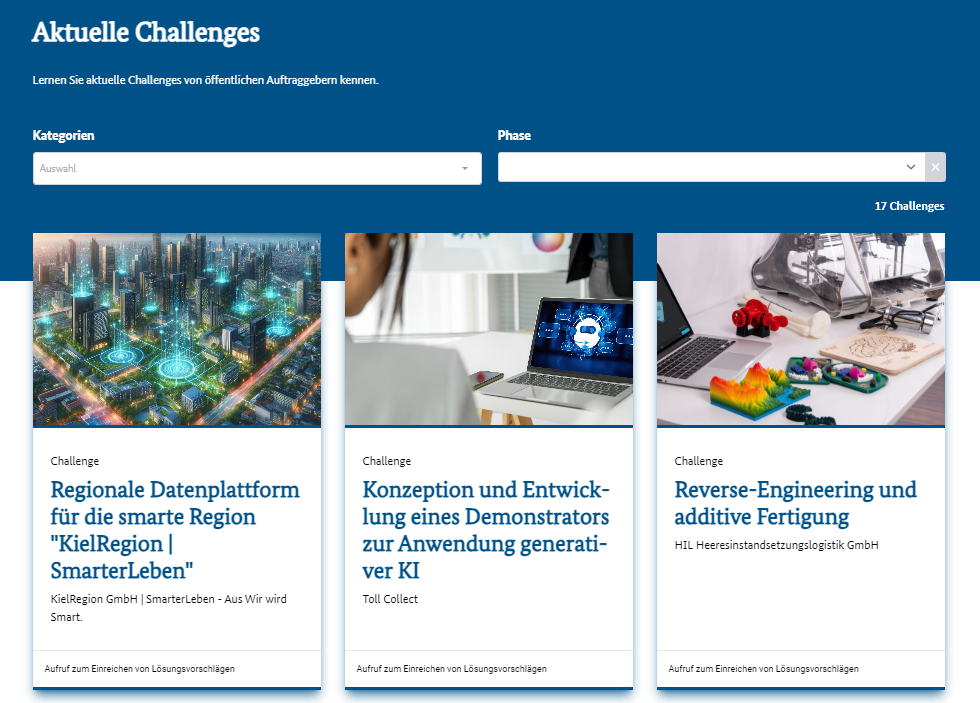 Aktuelle Challenges
Lernen Sie aktuelle Challenges von öffentlichen Auftraggebern kennen.
Kategorien
Phase
Auswahl
17 Challenges
Challenge
Regionale Datenplattform
für die smarte Region
"KielRegion |
SmarterLeben"
KielRegion GmbH | SmarterLeben - Aus Wir wird
Smart.
Aufruf zum Einreichen von Lösungsvorschlägen
Challenge
Konzeption und Entwick-
lung eines Demonstrators
zur Anwendung generati-
ver KI
Toll Collect
Aufruf zum Einreichen von Lösungsvorschlägen
Challenge
Reverse-Engineering und
additive Fertigung
HIL Heeresinstandsetzungslogistik GmbH
Aufruf zum Einreichen von Lösungsvorschlägen